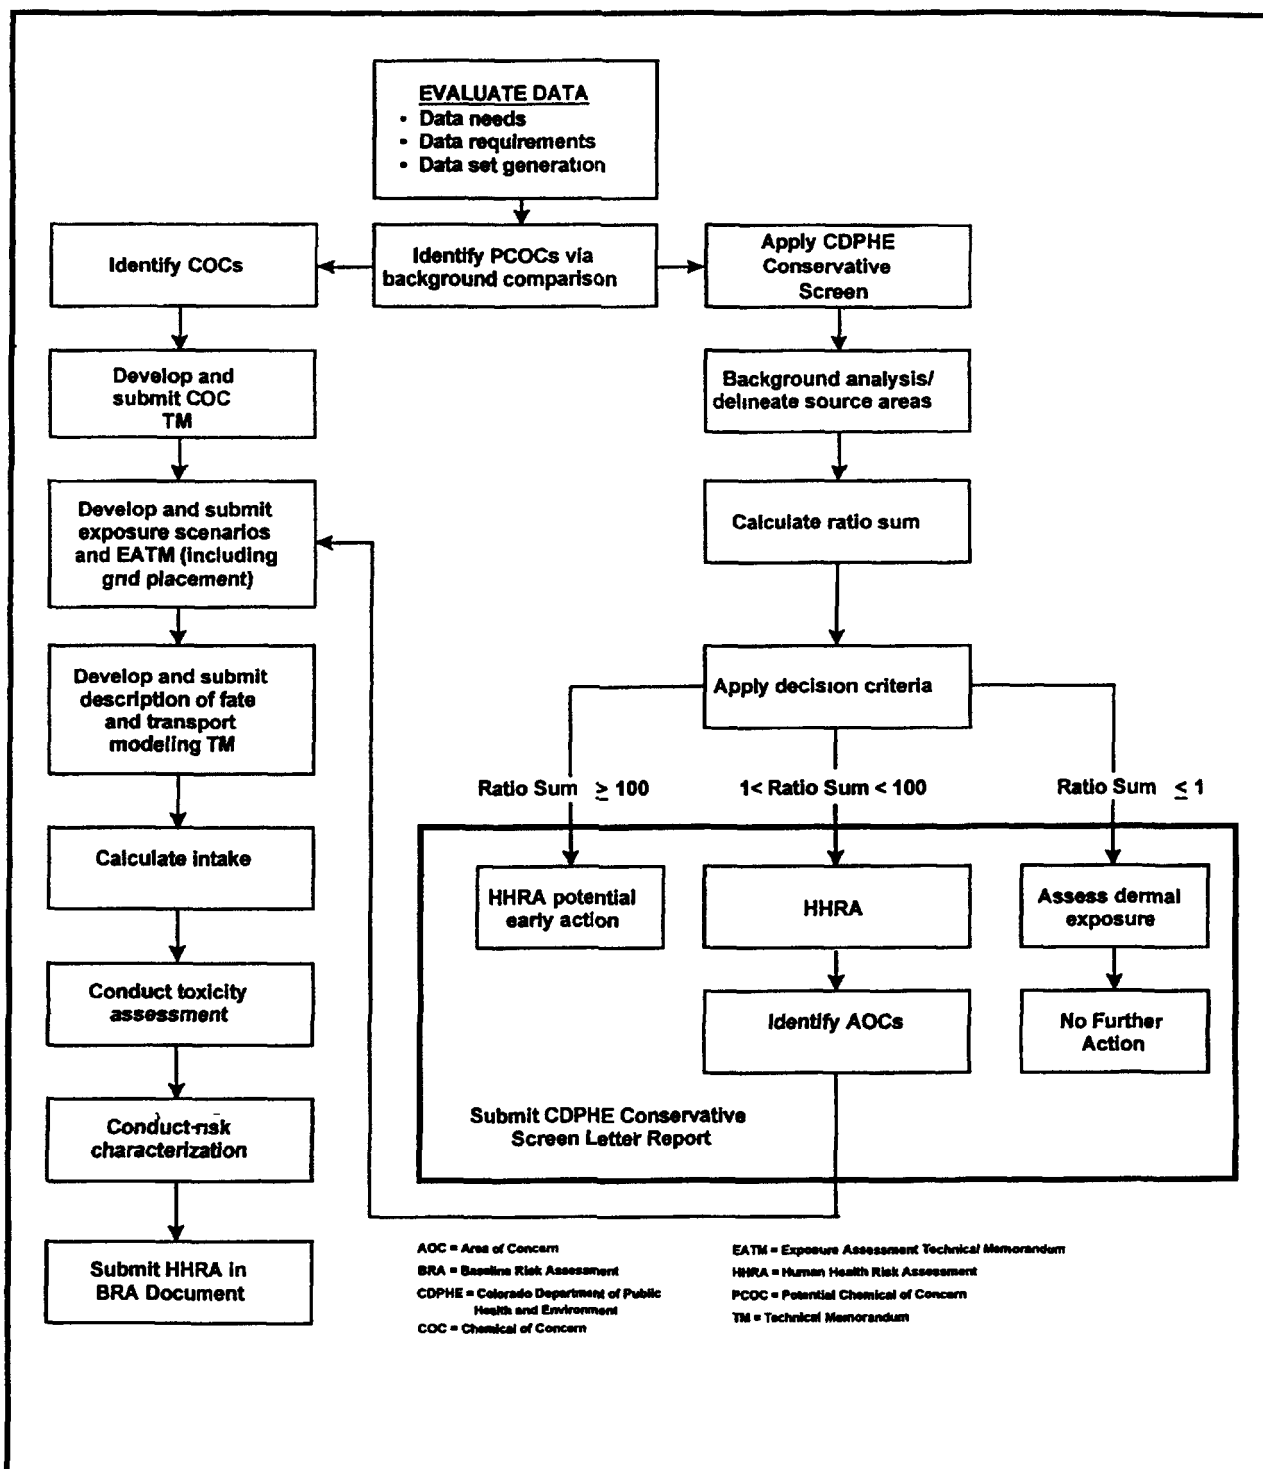 EVALUATE DATA
• Data needs
• Data requirements
• Data set generation
Identify COCs
Identify PCOCs via
background comparison
Apply CDPHE
Conservative
Screen
Develop and
submit COC
TM
Background analysis/
delineate source areas
Develop and submit
exposure scenarios
and EATM (including
grid placement)
Calculate ratio sum
Develop and submit
description of fate
and transport
modeling TM
Apply decision criteria
Ratio Sum ≥ 100
1< Ratio Sum < 100
Ratio Sum ≤ 1
Calculate intake
HHRA potential
early action
HHRA
Assess dermal
exposure
Conduct toxicity
assessment
Identify AOCs
No Further
Action
Conduct risk
characterization
Submit CDPHE Conservative
Screen Letter Report
Submit HHRA in
BRA Document
AOC = Area of Concern
BRA = Baseline Risk Assessment
CDPHE = Colorado Department of Public
Health and Environment
COC = Chemical of Concern
EATM = Exposure Assessment Technical Memorandum
HHRA = Human Health Risk Assessment
PCOC = Potential Chemical of Concern
TM = Technical Memorandum